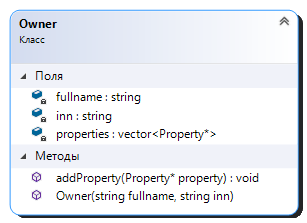 Owner
Класс
Поля
fullname : string
inn : string
properties : vector<Property*>
Методы
addProperty(Property* property) : void
Owner(string fullname, string inn)